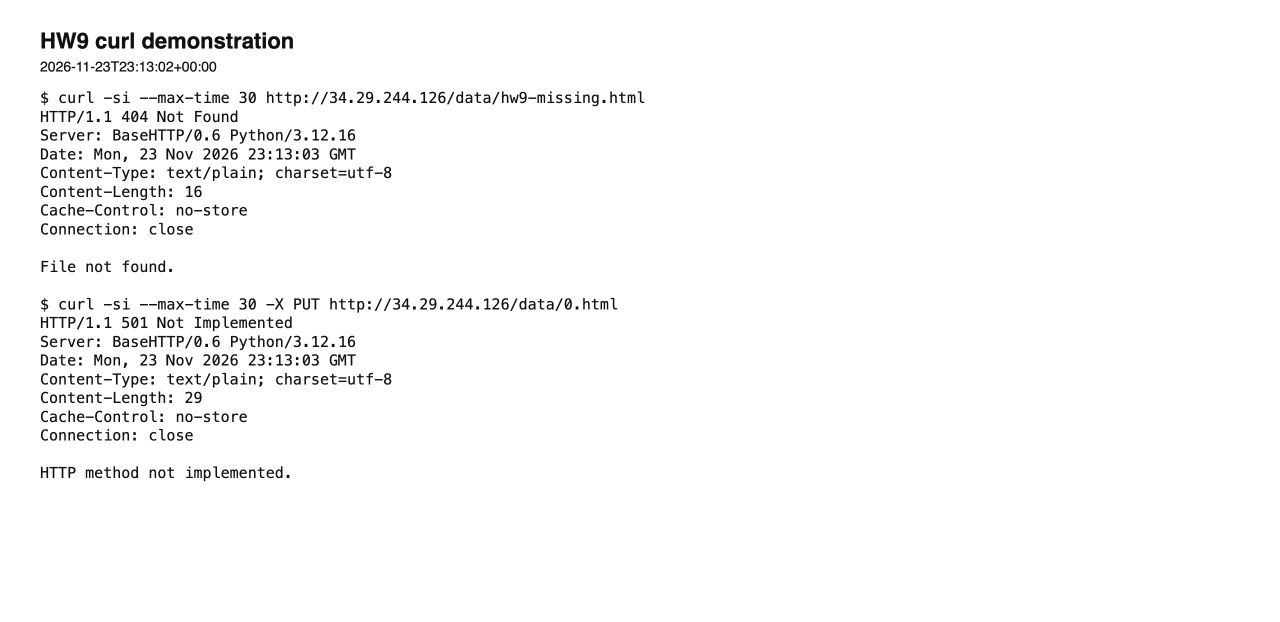 HW9 curl demonstration
2026-11-23T23:13:02+00:00
$ curl -si --max-time 30 http://34.29.244.126/data/hw9-missing.html
HTTP/1.1 404 Not Found
Server: BaseHTTP/0.6 Python/3.12.16
Date: Mon, 23 Nov 2026 23:13:03 GMT
Content-Type: text/plain; charset=utf-8
Content-Length: 16
Cache-Control: no-store
Connection: close
File not found.
$ curl -si --max-time 30 -X PUT http://34.29.244.126/data/0.html
HTTP/1.1 501 Not Implemented
Server: BaseHTTP/0.6 Python/3.12.16
Date: Mon, 23 Nov 2026 23:13:03 GMT
Content-Type: text/plain; charset=utf-8
Content-Length: 29
Cache-Control: no-store
Connection: close
HTTP method not implemented.